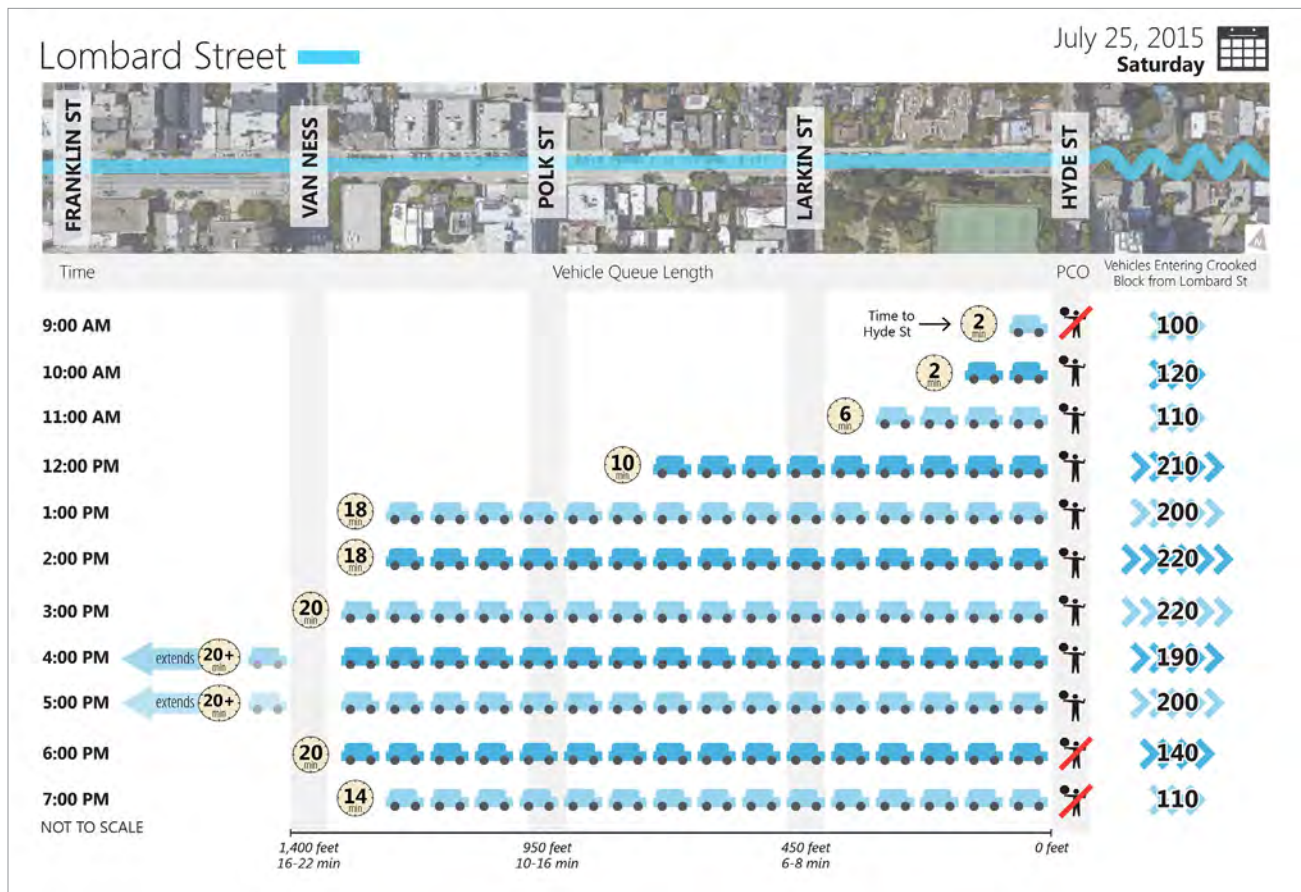 Lombard Street
July 25, 2015
Saturday
FRANKLIN ST
VAN NESS
POLK ST
LARKIN ST
HYDE ST
Time
Vehicle Queue Length
PCO
Vehicles Entering Crooked
Block from Lombard St
9:00 AM
Time to
Hyde St
2
min
100
10:00 AM
2
min
120
11:00 AM
6
min
110
12:00 PM
10
min
210
1:00 PM
18
min
200
2:00 PM
18
min
220
3:00 PM
20
min
220
4:00 PM
extends
20+
min
190
5:00 PM
extends
20+
min
200
6:00 PM
20
min
140
7:00 PM
14
min
110
NOT TO SCALE
1,400 feet
16-22 min
950 feet
10-16 min
450 feet
6-8 min
0 feet